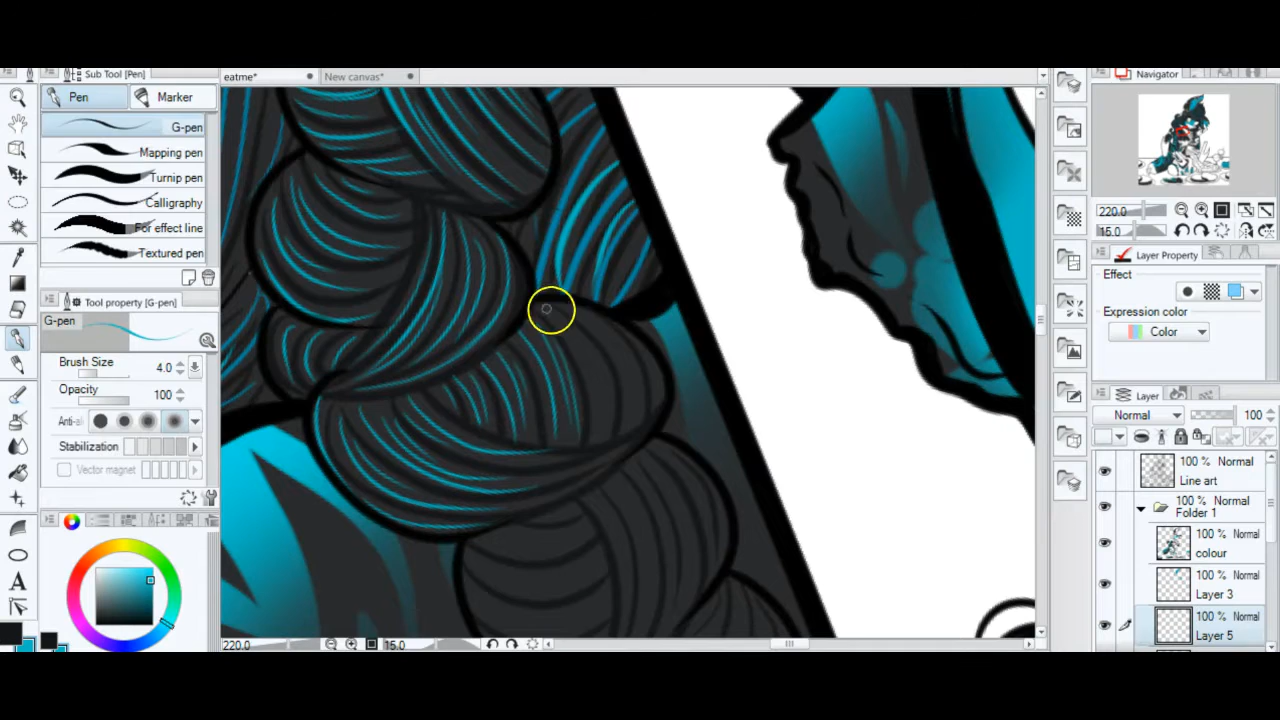 Sub Tool [Pen]
Pen
Marker
G-pen
Mapping pen
Turnip pen
Calligraphy
For effect line
Textured pen
Tool property [G-pen]
G-pen
Brush Size 4.0
Opacity 100
Anti-a
Stabilization
Vector magnet
A
eatme*
New canvas*
220.0
15.0
Navigator
220.0
15.0
Layer Property
Effect
Expression color
Color
Layer
Normal 100
100 % Normal
Line art
100 % Normal
Folder 1
100 % Normal
colour
100 % Normal
Layer 3
100 % Normal
Layer 5